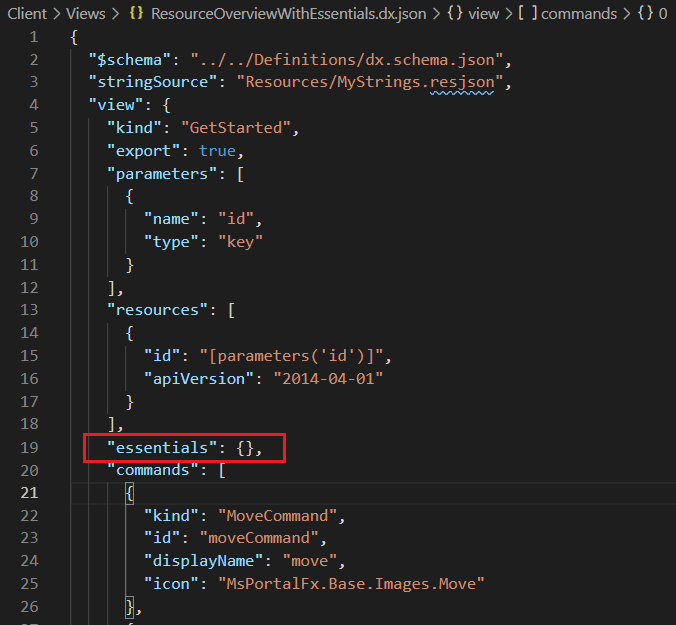 Client > Views > {} ResourceOverviewWithEssentials.dx.json > {} view > [ ] commands > {} 0
1 {
2 "$schema": "../../Definitions/dx.schema.json",
3 "stringSource": "Resources/MyStrings.resjson",
4 "view": {
5 "kind": "GetStarted",
6 "export": true,
7 "parameters": [
8 {
9 "name": "id",
10 "type": "key"
11 }
12 ],
13 "resources": [
14 {
15 "id": "[parameters('id')]",
16 "apiVersion": "2014-04-01"
17 }
18 ],
19 "essentials": {},
20 "commands": [
21 {
22 "kind": "MoveCommand",
23 "id": "moveCommand",
24 "displayName": "move",
25 "icon": "MsPortalFx.Base.Images.Move"
26 },